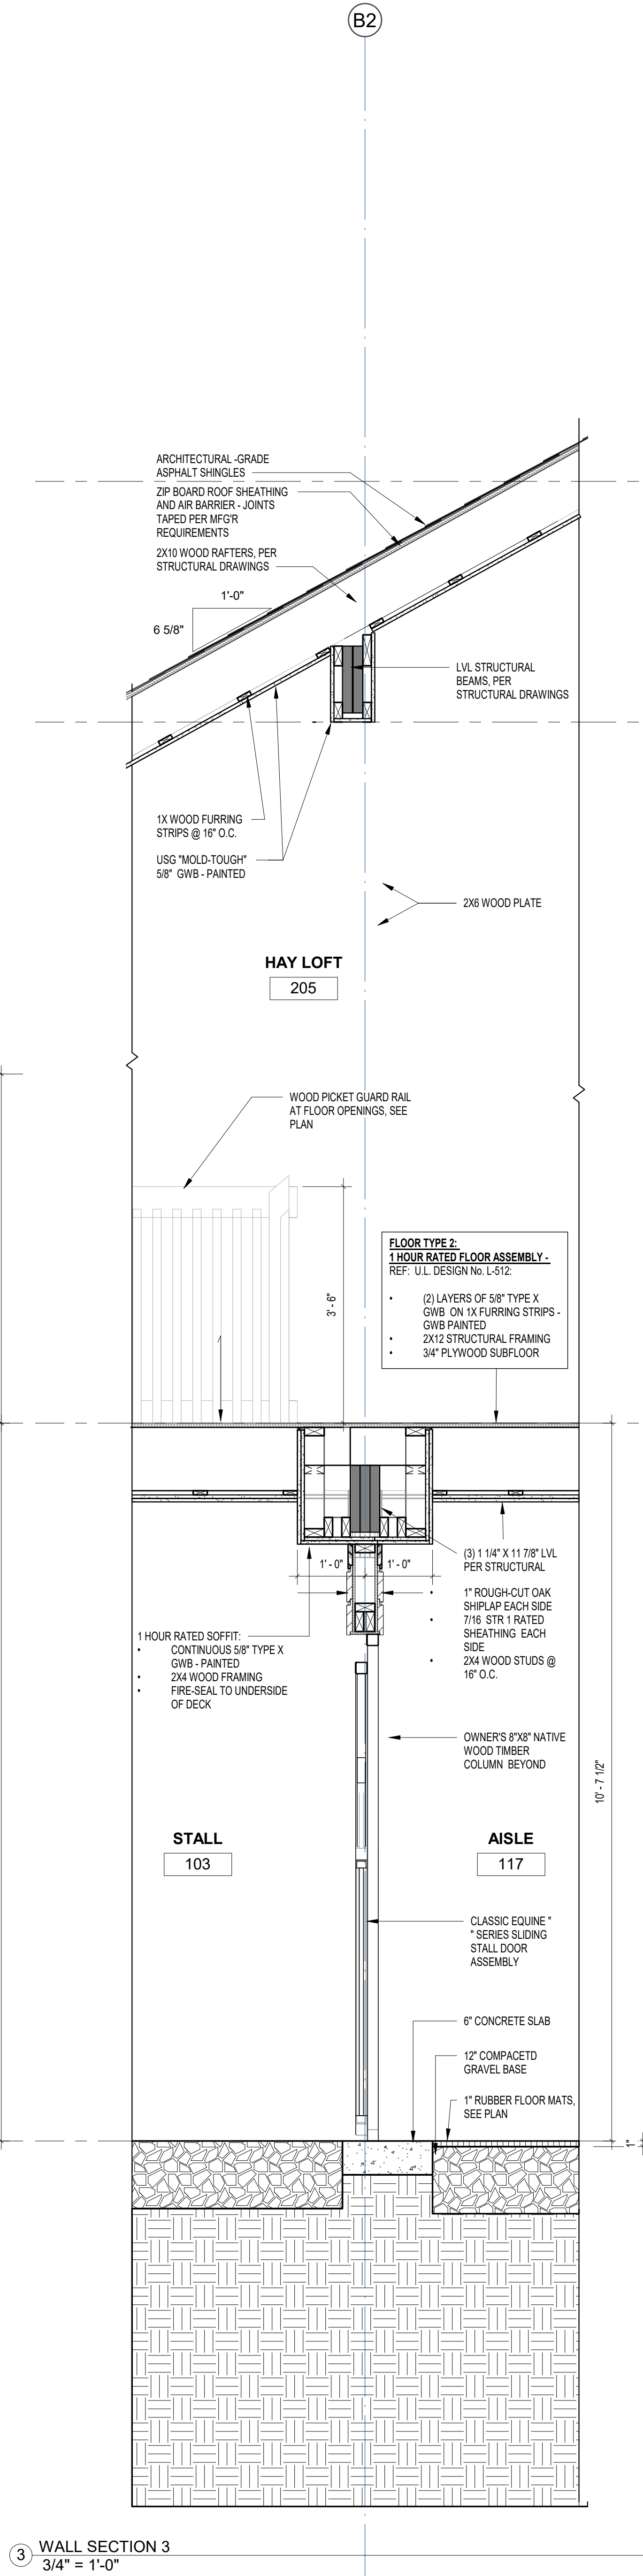 B2
ARCHITECTURAL -GRADE
ASPHALT SHINGLES
ZIP BOARD ROOF SHEATHING
AND AIR BARRIER - JOINTS
TAPED PER MFG'R
REQUIREMENTS
2X10 WOOD RAFTERS, PER
STRUCTURAL DRAWINGS
1'-0"
6 5/8"
LVL STRUCTURAL
BEAMS, PER
STRUCTURAL DRAWINGS
1X WOOD FURRING
STRIPS @ 16" O.C.
USG "MOLD-TOUGH"
5/8" GWB - PAINTED
2X6 WOOD PLATE
HAY LOFT
205
WOOD PICKET GUARD RAIL
AT FLOOR OPENINGS, SEE
PLAN
3' - 6"
FLOOR TYPE 2:
1 HOUR RATED FLOOR ASSEMBLY -
REF: U.L. DESIGN No. L-512:
• (2) LAYERS OF 5/8" TYPE X
GWB ON 1X FURRING STRIPS -
GWB PAINTED
• 2X12 STRUCTURAL FRAMING
• 3/4" PLYWOOD SUBFLOOR
(3) 1 1/4" X 11 7/8" LVL
PER STRUCTURAL
1' - 0"
1' - 0"
• 1" ROUGH-CUT OAK
SHIPLAP EACH SIDE
• 7/16 STR 1 RATED
SHEATHING EACH
SIDE
• 2X4 WOOD STUDS @
16" O.C.
1 HOUR RATED SOFFIT:
• CONTINUOUS 5/8" TYPE X
GWB - PAINTED
• 2X4 WOOD FRAMING
• FIRE-SEAL TO UNDERSIDE
OF DECK
OWNER'S 8"X8" NATIVE
WOOD TIMBER
COLUMN BEYOND
10' - 7 1/2"
STALL
103
AISLE
117
CLASSIC EQUINE "
" SERIES SLIDING
STALL DOOR
ASSEMBLY
6" CONCRETE SLAB
12" COMPACETD
GRAVEL BASE
1" RUBBER FLOOR MATS,
SEE PLAN
1"
3
WALL SECTION 3
3/4" = 1'-0"